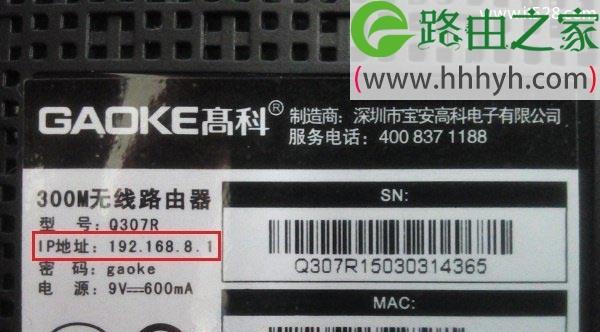 路由之家
(www.hhhyh.com)
GAOKE高科® 制造商：深圳市宝安高科电子有限公司
服务电话：400 837 1188
300M无线路由器
型 号：Q307R
IP地址：192.168.8.1
密 码：gaoke
电 源：9V⎓600mA
SN:
Q307R15030314365
MAC: